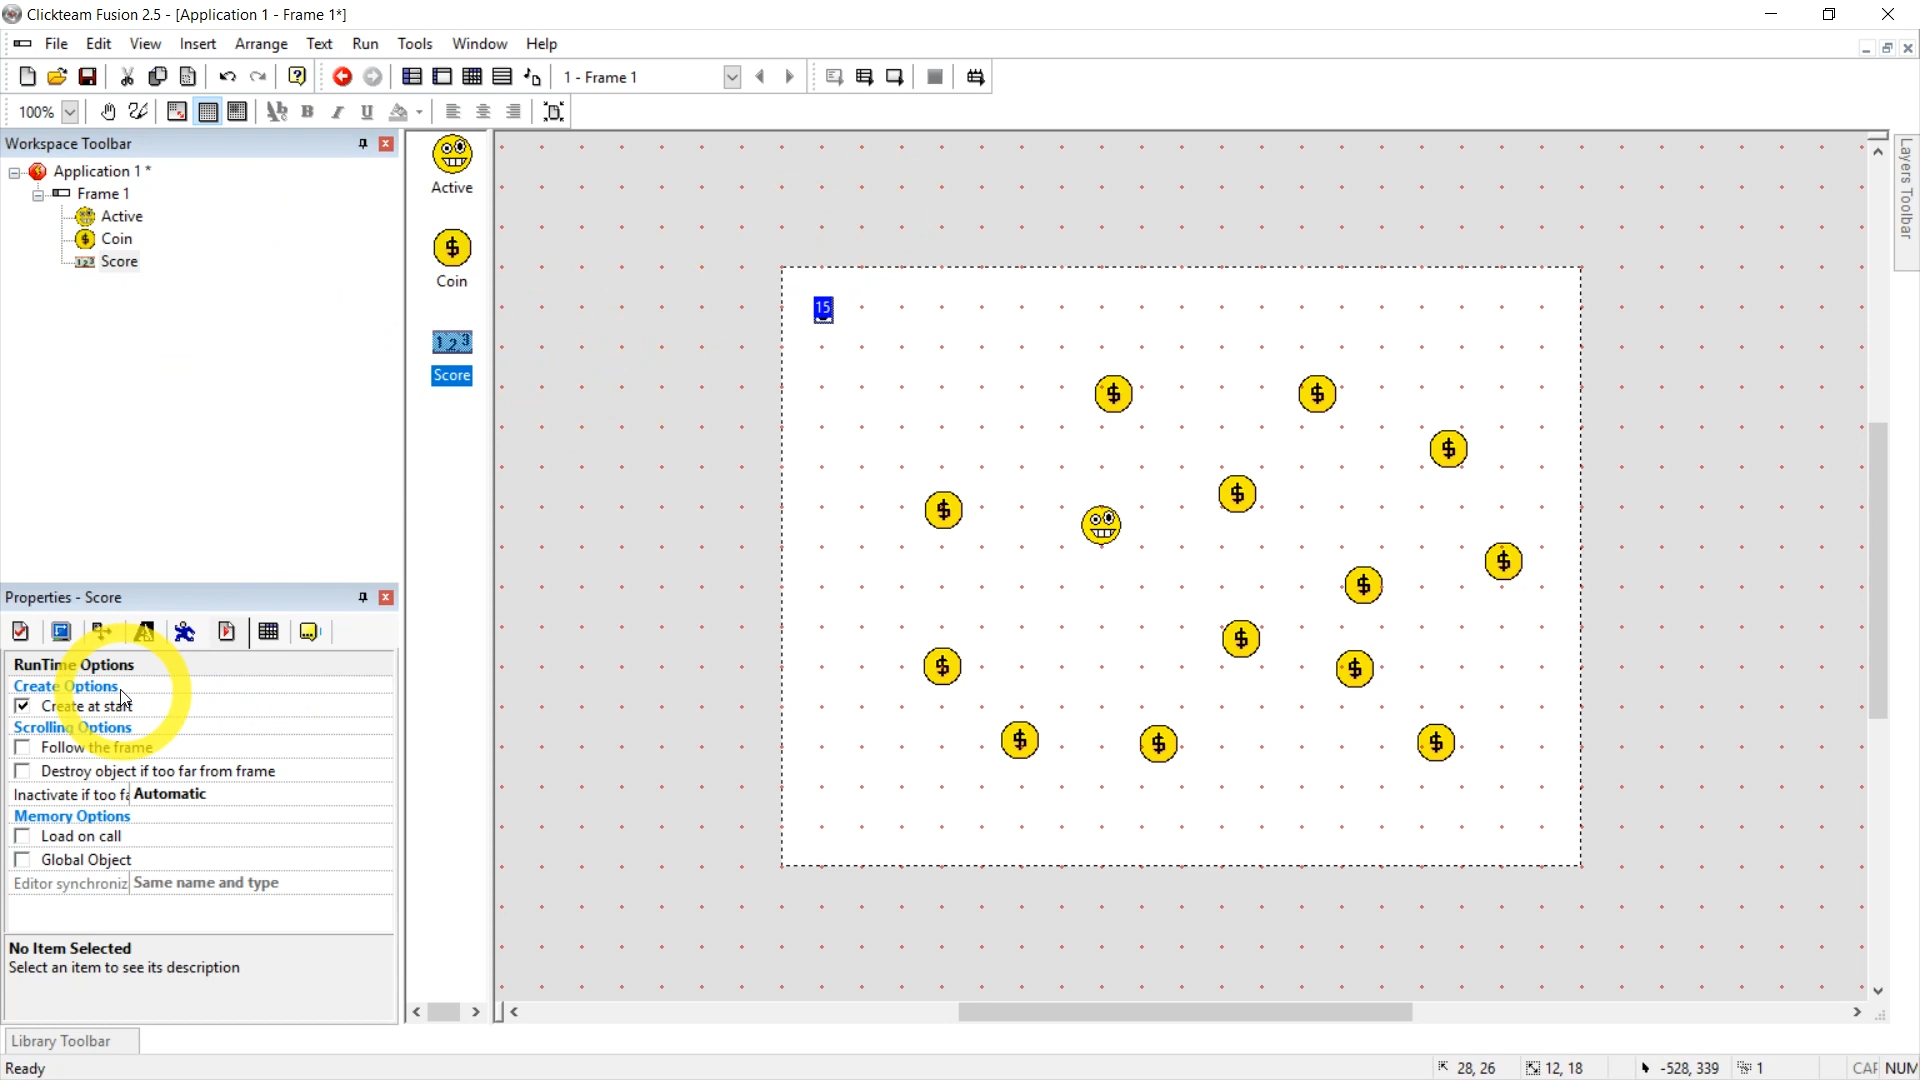 Clickteam Fusion 2.5 - [Application 1 - Frame 1*]
File Edit View Insert Arrange Text Run Tools Window Help
1 - Frame 1
100%
Workspace Toolbar
Application 1 *
Frame 1
Active
Coin
Score
Active
Coin
1 2 3
Score
15
Layers Toolbar
Properties - Score
RunTime Options
Create Options
Create at start
Scrolling Options
Follow the frame
Destroy object if too far from frame
Inactivate if too fa Automatic
Memory Options
Load on call
Global Object
Editor synchroniz Same name and type
No Item Selected
Select an item to see its description
Library Toolbar
Ready
28, 26 12, 18 -528, 339 1 CAF NUM